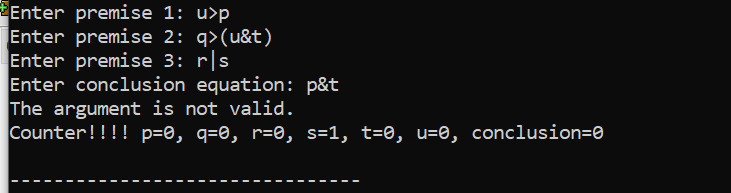 Enter premise 1: u>p
Enter premise 2: q>(u&t)
Enter premise 3: r|s
Enter conclusion equation: p&t
The argument is not valid.
Counter!!!! p=0, q=0, r=0, s=1, t=0, u=0, conclusion=0
--------------------------------